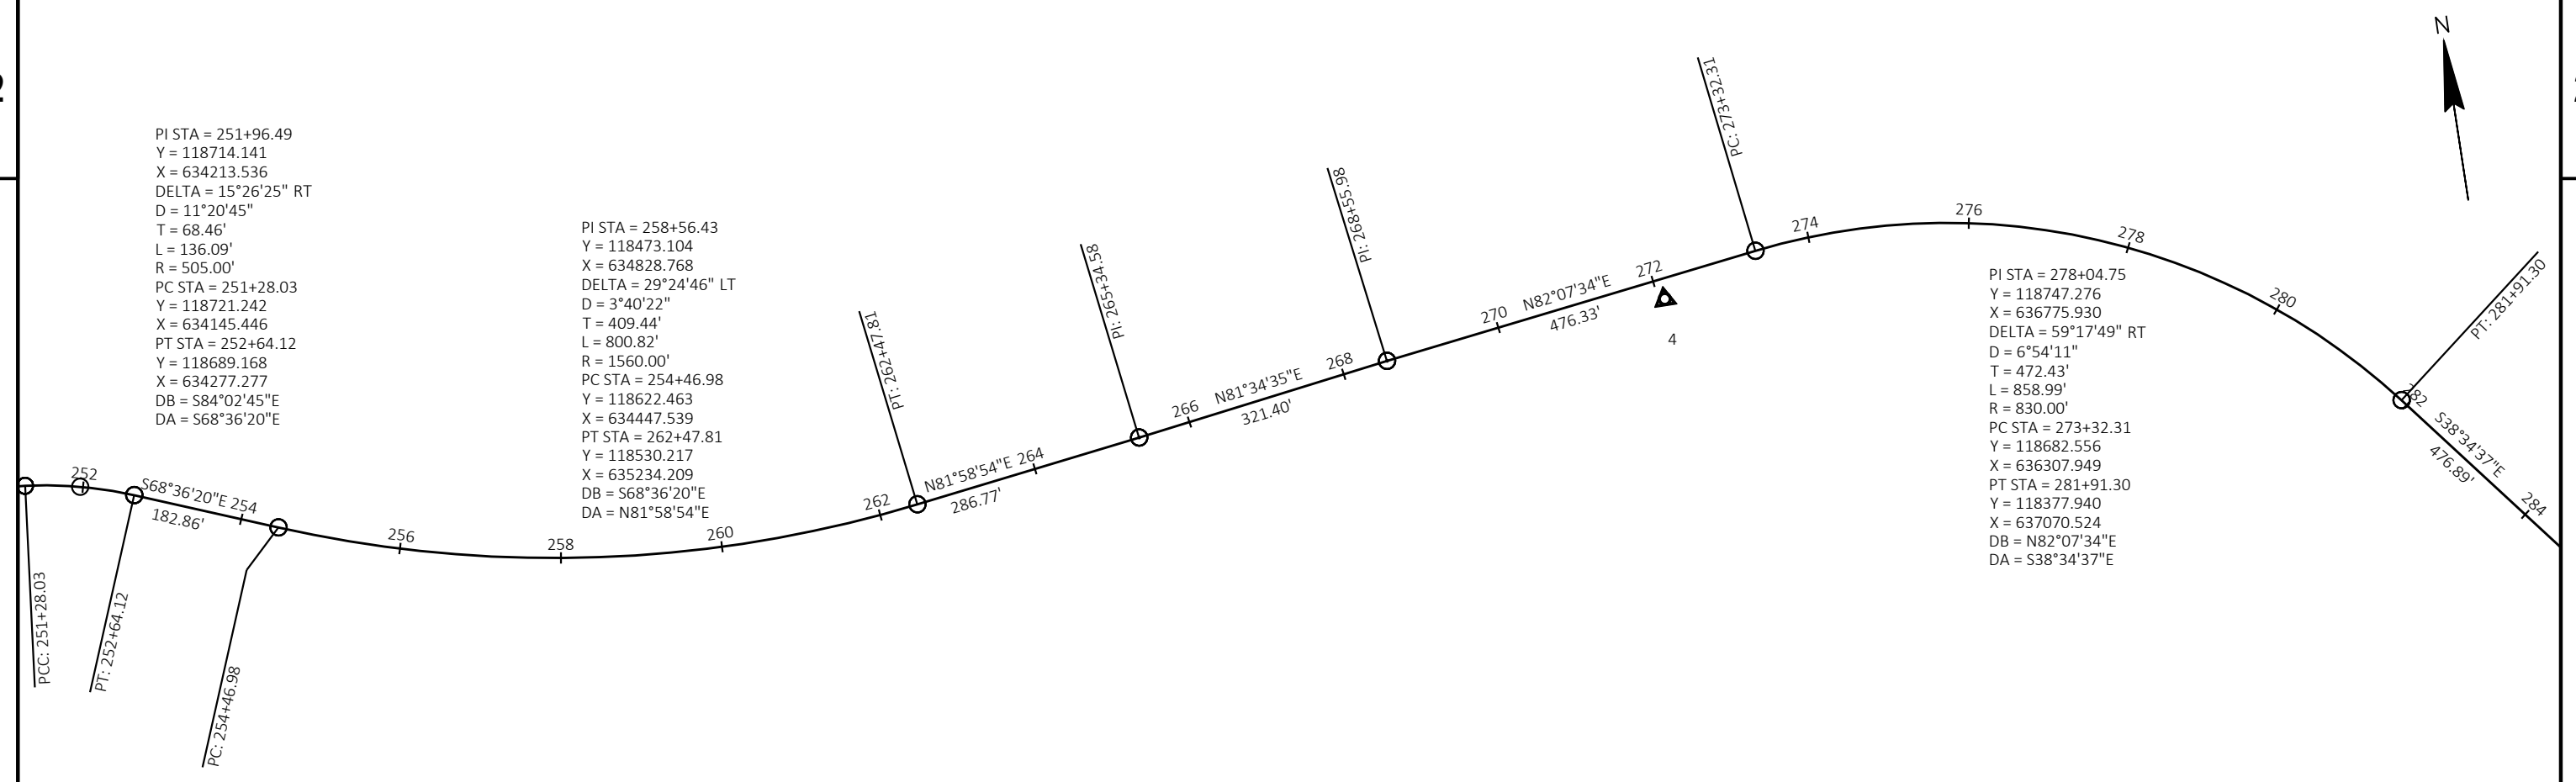 N
PI STA = 251+96.49
Y = 118714.141
X = 634213.536
DELTA = 15°26'25" RT
D = 11°20'45"
T = 68.46'
L = 136.09'
R = 505.00'
PC STA = 251+28.03
Y = 118721.242
X = 634145.446
PT STA = 252+64.12
Y = 118689.168
X = 634277.277
DB = S84°02'45"E
DA = S68°36'20"E
PI STA = 258+56.43
Y = 118473.104
X = 634828.768
DELTA = 29°24'46" LT
D = 3°40'22"
T = 409.44'
L = 800.82'
R = 1560.00'
PC STA = 254+46.98
Y = 118622.463
X = 634447.539
PT STA = 262+47.81
Y = 118530.217
X = 635234.209
DB = S68°36'20"E
DA = N81°58'54"E
PI STA = 278+04.75
Y = 118747.276
X = 636775.930
DELTA = 59°17'49" RT
D = 6°54'11"
T = 472.43'
L = 858.99'
R = 830.00'
PC STA = 273+32.31
Y = 118682.556
X = 636307.949
PT STA = 281+91.30
Y = 118377.940
X = 637070.524
DB = N82°07'34"E
DA = S38°34'37"E
PCC: 251+28.03
252
PT: 252+64.12
S68°36'20"E
182.86'
254
PC: 254+46.98
256
258
260
262
PT: 262+47.81
N81°58'54"E
286.77'
264
PI: 265+34.58
266
N81°34'35"E
321.40'
268
PI: 268+55.98
270
N82°07'34"E
476.33'
272
4
PC: 273+32.31
274
276
278
280
PT: 281+91.30
282
S38°34'37"E
476.89'
284